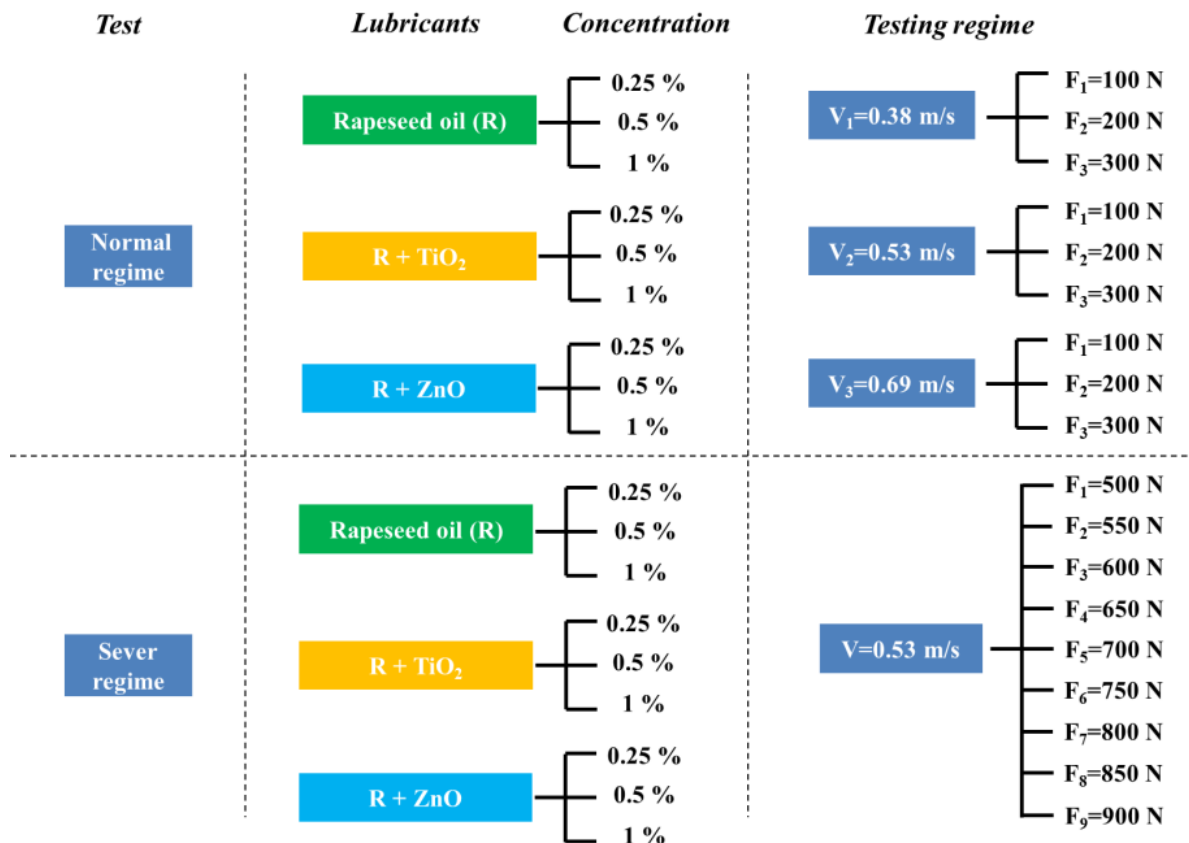 Test
Lubricants
Concentration
Testing regime
Normal
regime
Rapeseed oil (R)
0.25 %
0.5 %
1 %
R + TiO₂
0.25 %
0.5 %
1 %
R + ZnO
0.25 %
0.5 %
1 %
V₁=0.38 m/s
F₁=100 N
F₂=200 N
F₃=300 N
V₂=0.53 m/s
F₁=100 N
F₂=200 N
F₃=300 N
V₃=0.69 m/s
F₁=100 N
F₂=200 N
F₃=300 N
Sever
regime
Rapeseed oil (R)
0.25 %
0.5 %
1 %
R + TiO₂
0.25 %
0.5 %
1 %
R + ZnO
0.25 %
0.5 %
1 %
V=0.53 m/s
F₁=500 N
F₂=550 N
F₃=600 N
F₄=650 N
F₅=700 N
F₆=750 N
F₇=800 N
F₈=850 N
F₉=900 N